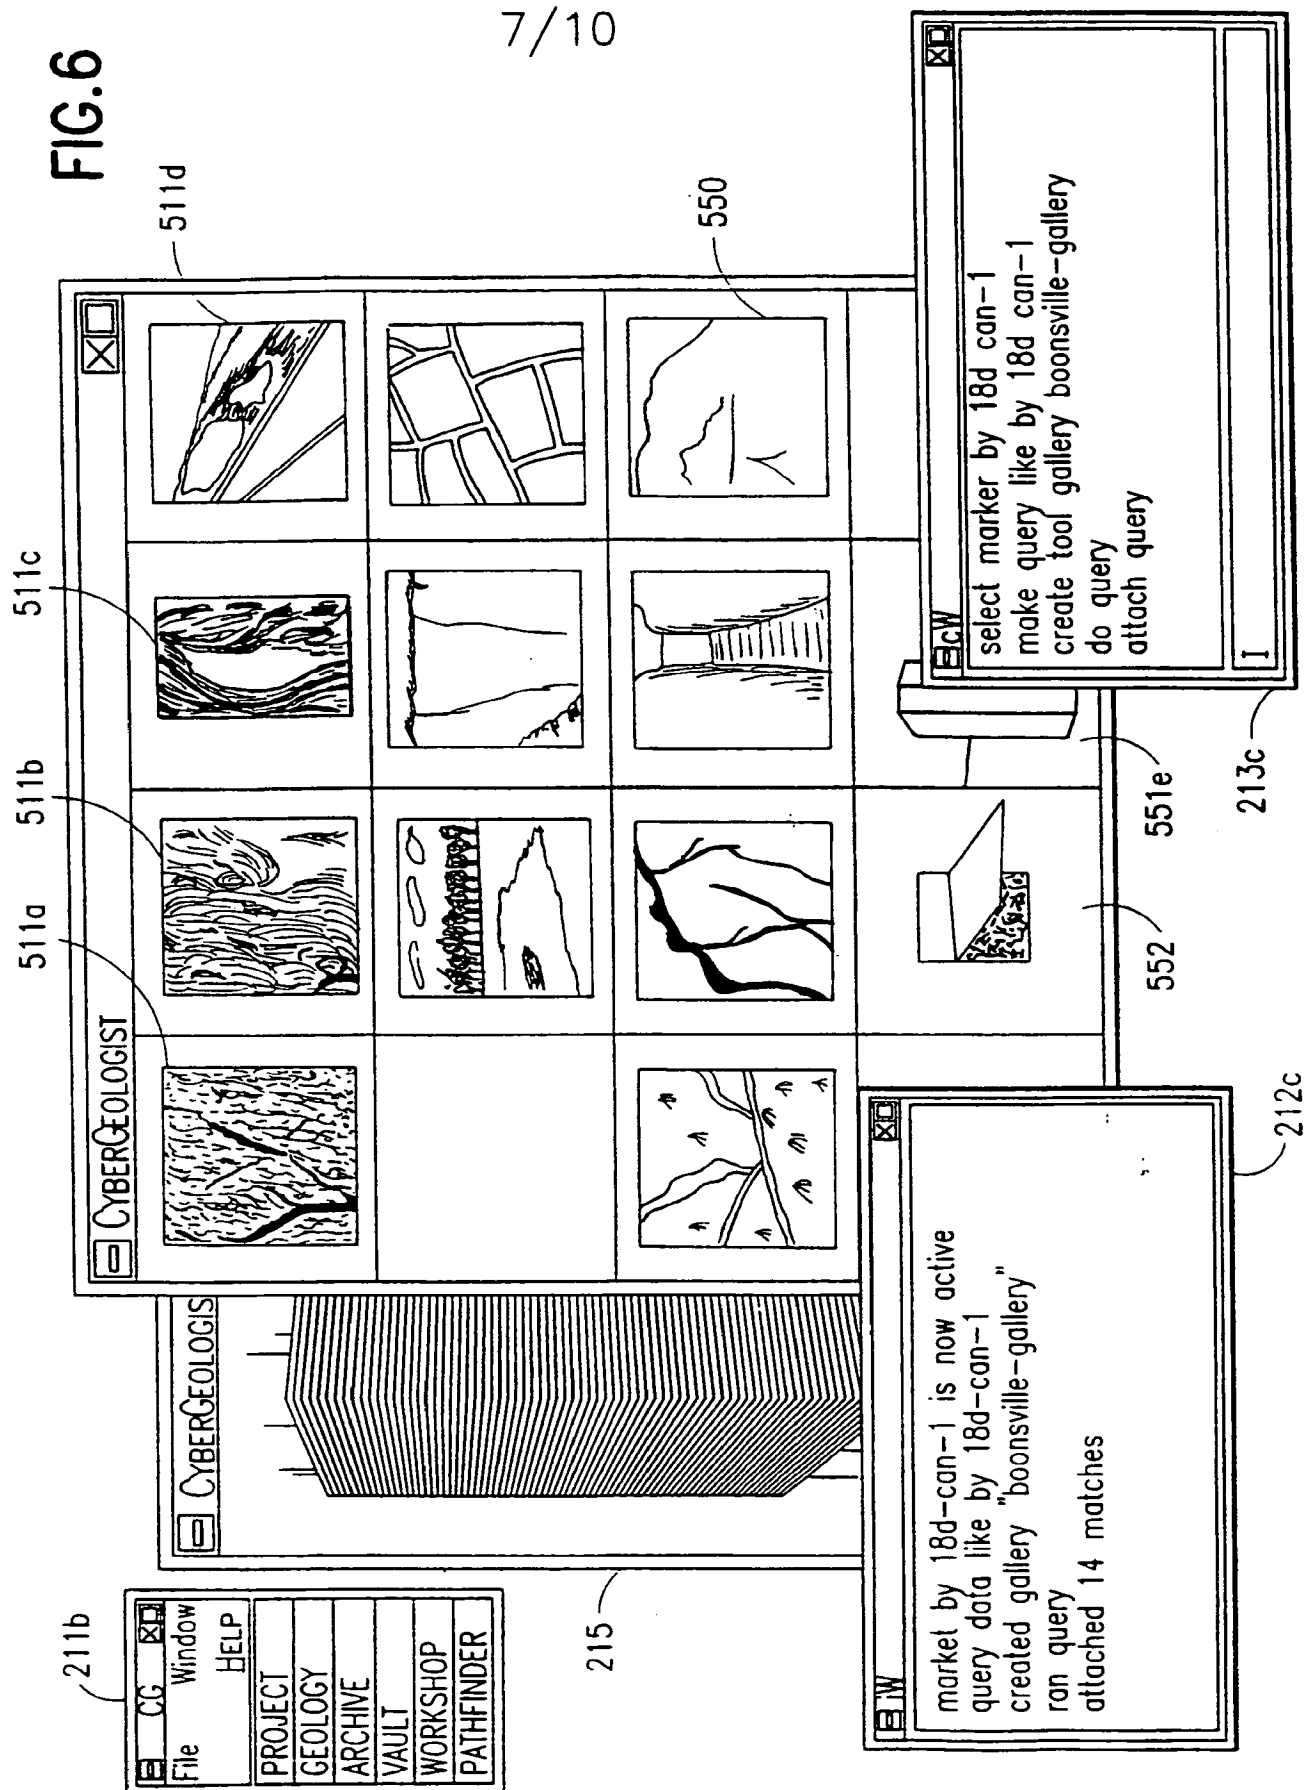 7/10
FIG.6
211b
CG
File Window
HELP
PROJECT
GEOLOGY
ARCHIVE
VAULT
WORKSHOP
PATHFINDER
215
CYBERGEOLOGIS
CYBERGEOLOGIST
511a
511b
511c
511d
550
552
551e
iW
market by 18d-can-1 is now active
query data like by 18d-can-1
created gallery "boonsville-gallery"
ran query
attached 14 matches
212c
cW
select marker by 18d can-1
make query like by 18d can-1
create tool gallery boonsville-gallery
do query
attach query
I
213c